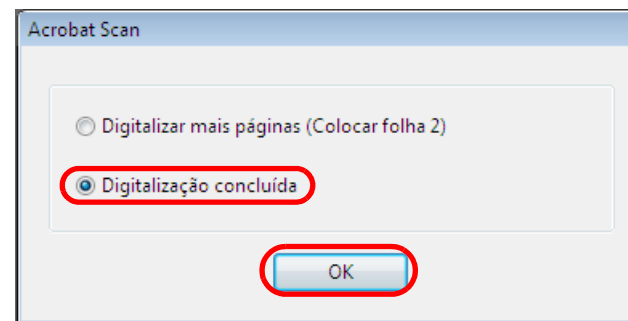 Acrobat Scan
Digitalizar mais páginas (Colocar folha 2)
Digitalização concluída
OK